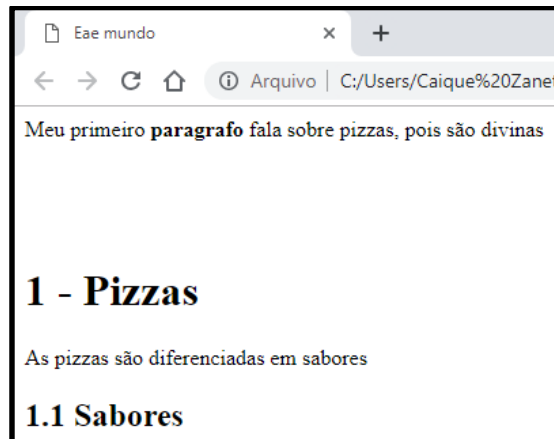 Eae mundo
Arquivo | C:/Users/Caique%20Zanef
Meu primeiro paragrafo fala sobre pizzas, pois são divinas
1 - Pizzas
As pizzas são diferenciadas em sabores
1.1 Sabores